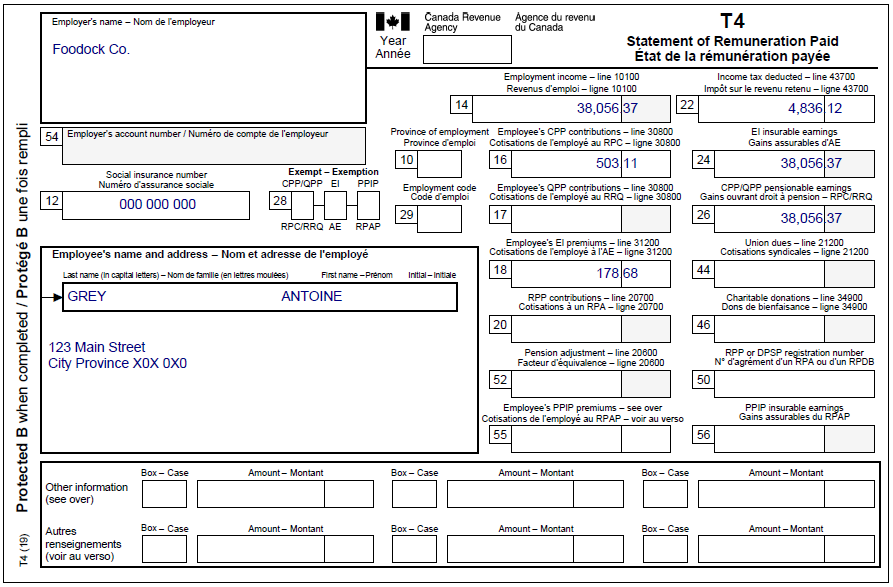 Employer's name – Nom de l'employeur
Foodock Co.
Canada Revenue Agency
Agence du revenu du Canada
Year
Année
T4
Statement of Remuneration Paid
État de la rémunération payée
Employment income – line 10100
Revenus d'emploi – ligne 10100
14 38,056 37
Income tax deducted – line 43700
Impôt sur le revenu retenu – ligne 43700
22 4,836 12
54 Employer's account number / Numéro de compte de l'employeur
Province of employment
Province d'emploi
10
Employee's CPP contributions – line 30800
Cotisations de l'employé au RPC – ligne 30800
16 503 11
EI insurable earnings
Gains assurables d'AE
24 38,056 37
Social insurance number
Numéro d'assurance sociale
12 000 000 000
Exempt – Exemption
CPP/QPP EI PPIP
28
RPC/RRQ AE RPAP
Employment code
Code d'emploi
29
Employee's QPP contributions – line 30800
Cotisations de l'employé au RRQ – ligne 30800
17
CPP/QPP pensionable earnings
Gains ouvrant droit à pension – RPC/RRQ
26 38,056 37
Employee's name and address – Nom et adresse de l'employé
Last name (in capital letters) – Nom de famille (en lettres moulées) First name – Prénom Initial – Initiale
GREY ANTOINE
123 Main Street
City Province X0X 0X0
Employee's EI premiums – line 31200
Cotisations de l'employé à l'AE – ligne 31200
18 178 68
Union dues – line 21200
Cotisations syndicales – ligne 21200
44
RPP contributions – line 20700
Cotisations à un RPA – ligne 20700
20
Charitable donations – line 34900
Dons de bienfaisance – ligne 34900
46
Pension adjustment – line 20600
Facteur d'équivalence – ligne 20600
52
RPP or DPSP registration number
N° d'agrément d'un RPA ou d'un RPDB
50
Employee's PPIP premiums – see over
Cotisations de l'employé au RPAP – voir au verso
55
PPIP insurable earnings
Gains assurables du RPAP
56
Other information
(see over)
Box – Case Amount – Montant Box – Case Amount – Montant Box – Case Amount – Montant
Autres
renseignements
(voir au verso)
Box – Case Amount – Montant Box – Case Amount – Montant Box – Case Amount – Montant
Protected B when completed / Protégé B une fois rempli
T4 (19)